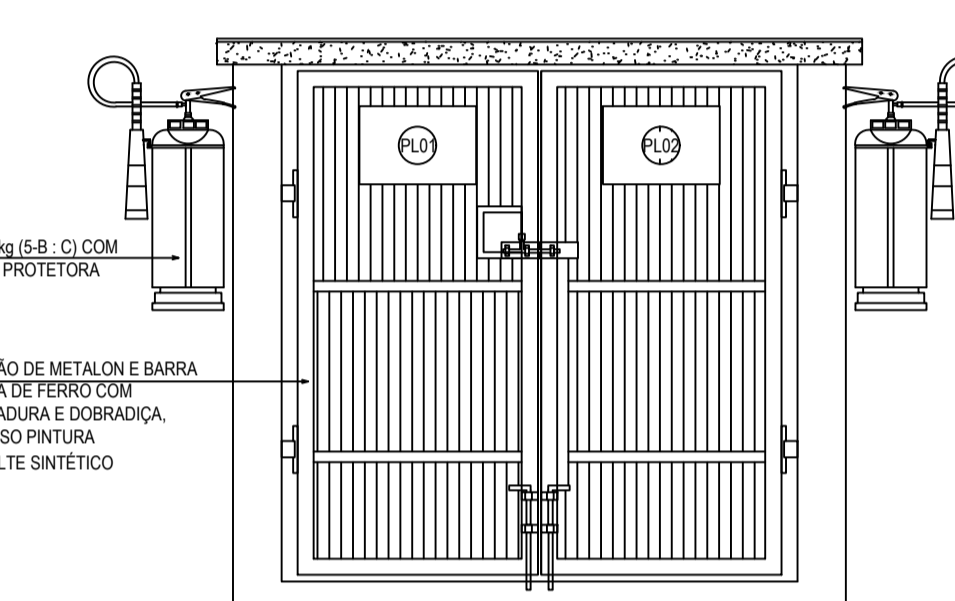 PL01
PL02
kg (5-B : C) COM
PROTETORA
ÃO DE METALON E BARRA
A DE FERRO COM
ADURA E DOBRADIÇA,
SO PINTURA
LTE SINTÉTICO